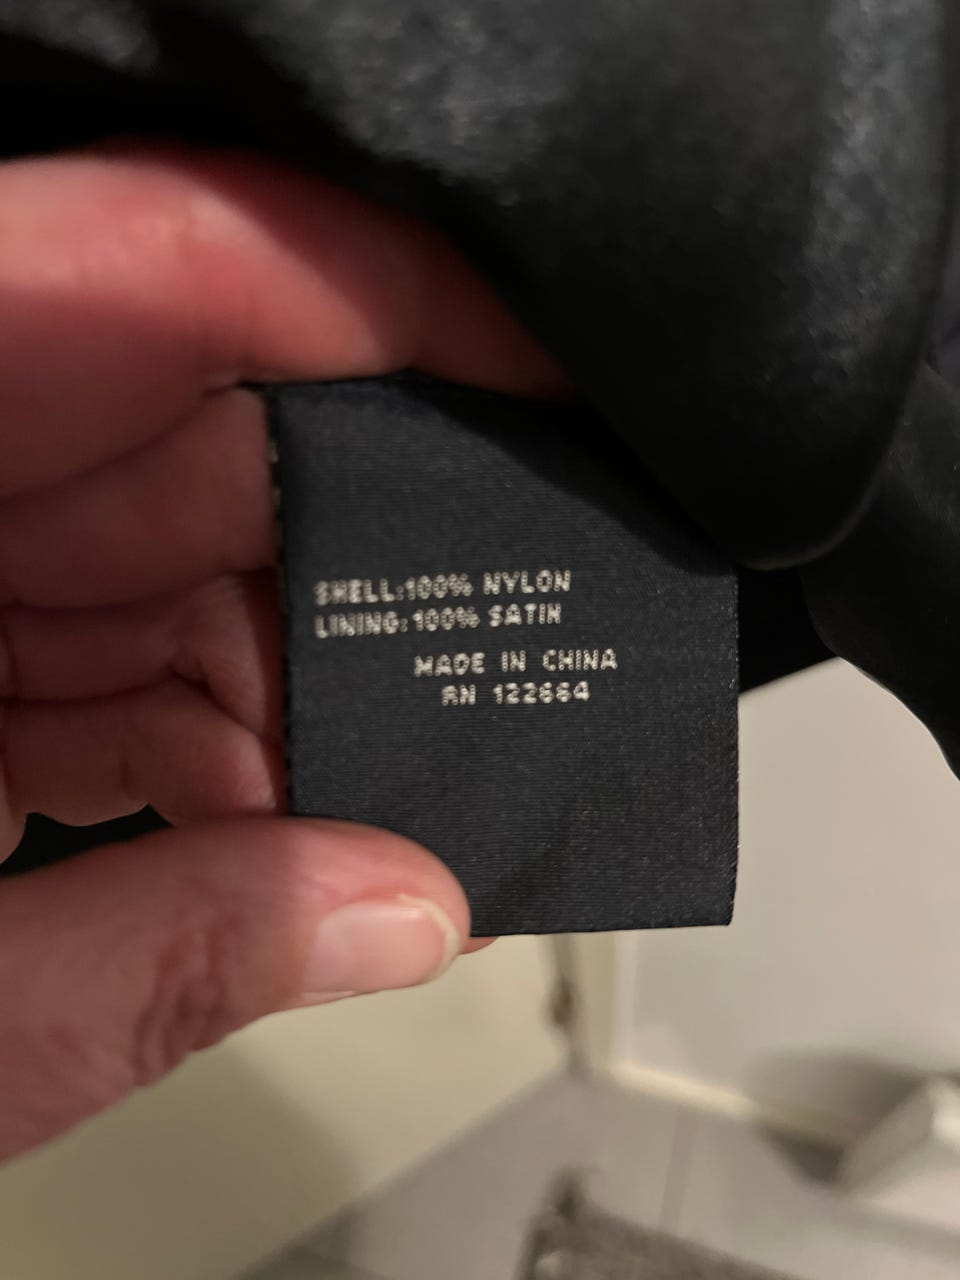 SHELL:100% NYLON
LINING:100% SATIN
MADE IN CHINA
RN 122664